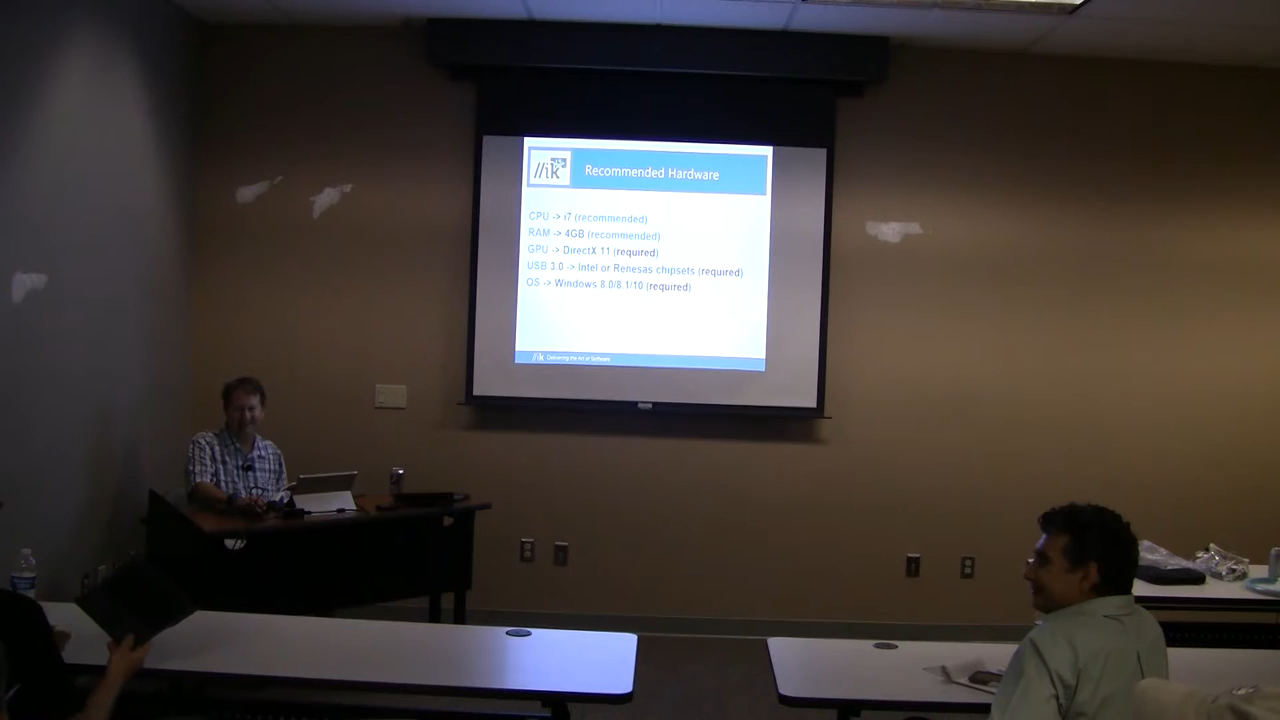 //ik
Recommended Hardware
CPU -> i7 (recommended)
RAM -> 4GB (recommended)
GPU -> DirectX 11 (required)
USB 3.0 -> Intel or Renesas chipsets (required)
OS -> Windows 8.0/8.1/10 (required)
//ik Delivering the Art of Software